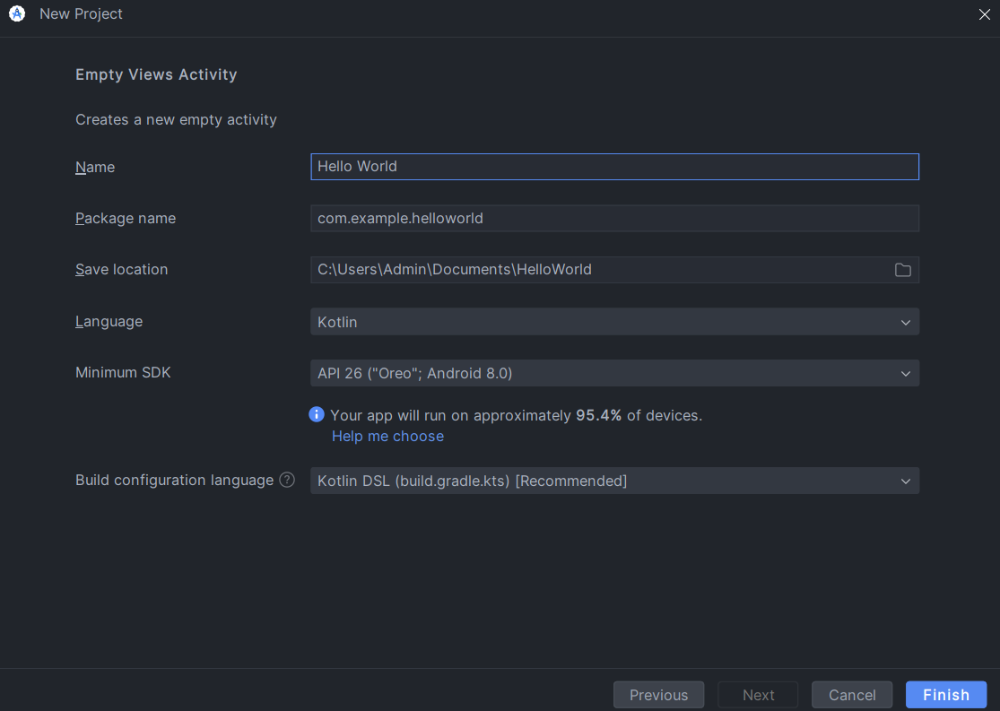 New Project
Empty Views Activity
Creates a new empty activity
Name Hello World
Package name com.example.helloworld
Save location C:\Users\Admin\Documents\HelloWorld
Language Kotlin
Minimum SDK API 26 ("Oreo"; Android 8.0)
Your app will run on approximately 95.4% of devices.
Help me choose
Build configuration language ? Kotlin DSL (build.gradle.kts) [Recommended]
Previous Next Cancel Finish